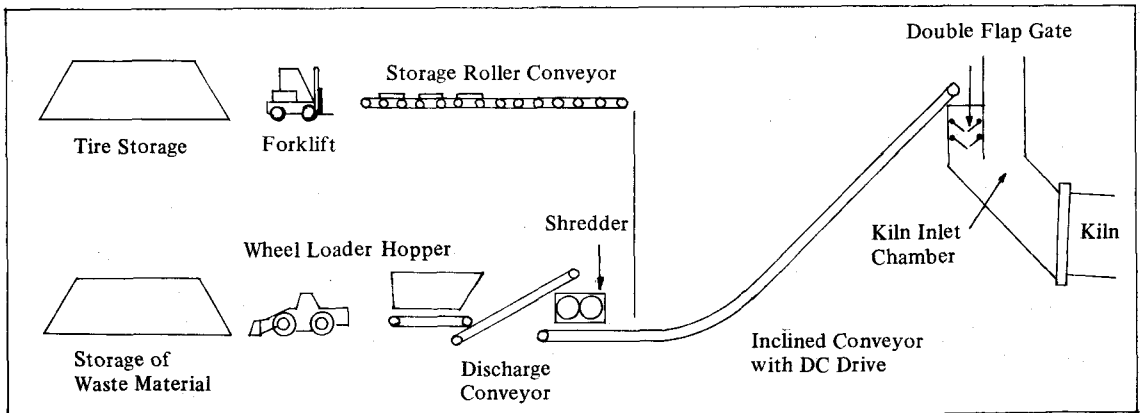 Double Flap Gate
Storage Roller Conveyor
Tire Storage
Forklift
Shredder
Wheel Loader Hopper
Kiln Inlet
Chamber
Kiln
Storage of
Waste Material
Discharge
Conveyor
Inclined Conveyor
with DC Drive